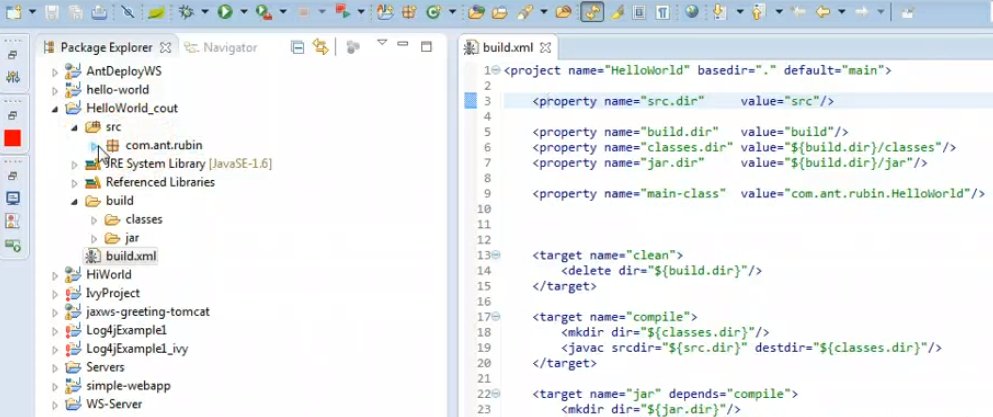 Package Explorer
Navigator
AntDeployWS
hello-world
HelloWorld_cout
src
com.ant.rubin
JRE System Library [JavaSE-1.6]
Referenced Libraries
build
classes
jar
build.xml
HiWorld
IvyProject
jaxws-greeting-tomcat
Log4jExample1
Log4jExample1_ivy
Servers
simple-webapp
WS-Server
build.xml
1 <project name="HelloWorld" basedir="." default="main">
2
3 <property name="src.dir" value="src"/>
4
5 <property name="build.dir" value="build"/>
6 <property name="classes.dir" value="${build.dir}/classes"/>
7 <property name="jar.dir" value="${build.dir}/jar"/>
8
9 <property name="main-class" value="com.ant.rubin.HelloWorld"/>
10
11
12
13 <target name="clean">
14 <delete dir="${build.dir}"/>
15 </target>
16
17 <target name="compile">
18 <mkdir dir="${classes.dir}"/>
19 <javac srcdir="${src.dir}" destdir="${classes.dir}"/>
20 </target>
21
22 <target name="jar" depends="compile">
23 <mkdir dir="${jar.dir}"/>